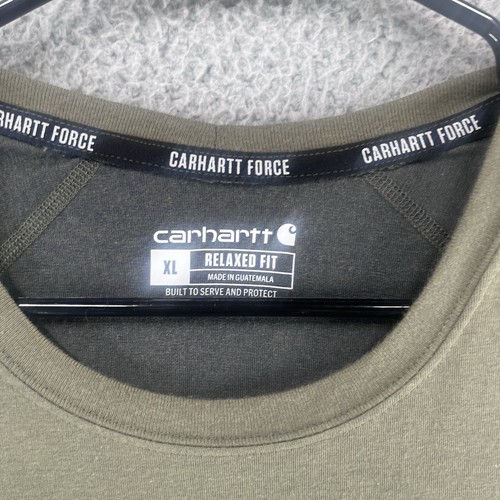 CARHARTT FORCE
CARHARTT FORCE
CARHARTT FORCE
carhartt
XL
RELAXED FIT
MADE IN GUATEMALA
BUILT TO SERVE AND PROTECT